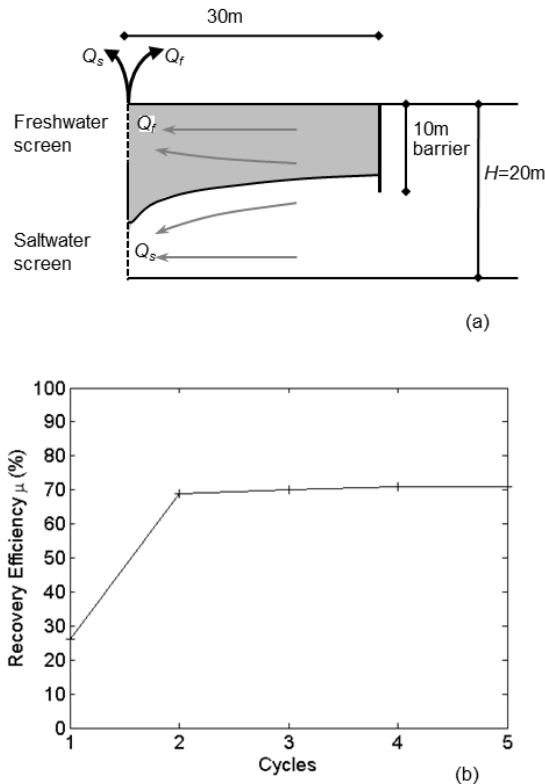 30m
Qs
Qf
Freshwater
screen
Qf
10m
barrier
H=20m
Saltwater
screen
Qs
(a)
100
90
80
70
60
50
40
30
20
10
0
Recovery Efficiency μ (%)
1 2 3 4 5
Cycles
(b)